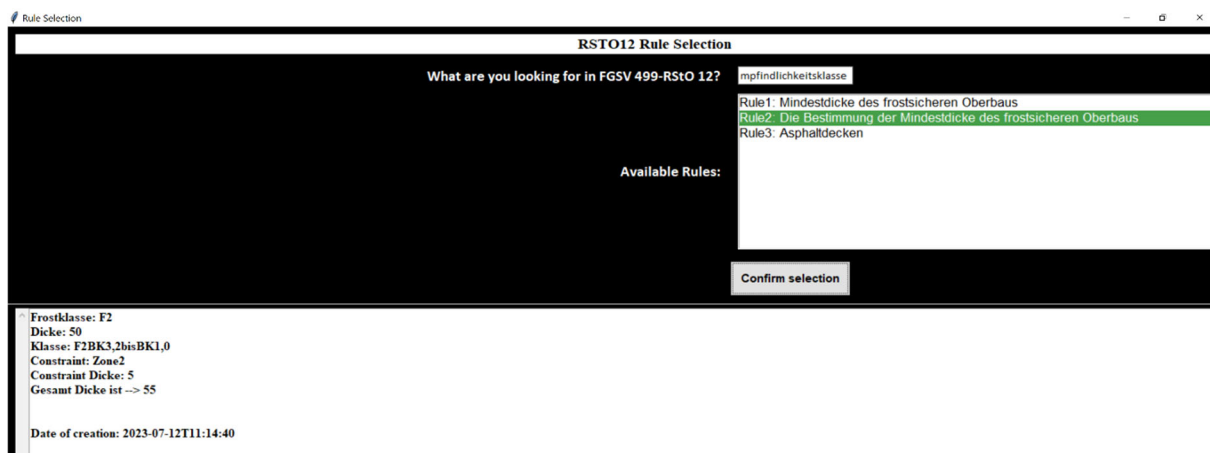 Rule Selection
RSTO12 Rule Selection
What are you looking for in FGSV 499-RStO 12?
mpfindlichkeitsklasse
Rule1: Mindestdicke des frostsicheren Oberbaus
Rule2: Die Bestimmung der Mindestdicke des frostsicheren Oberbaus
Rule3: Asphaltdecken
Available Rules:
Confirm selection
Frostklasse: F2
Dicke: 50
Klasse: F2BK3,2bisBK1,0
Constraint: Zone2
Constraint Dicke: 5
Gesamt Dicke ist --> 55
Date of creation: 2023-07-12T11:14:40